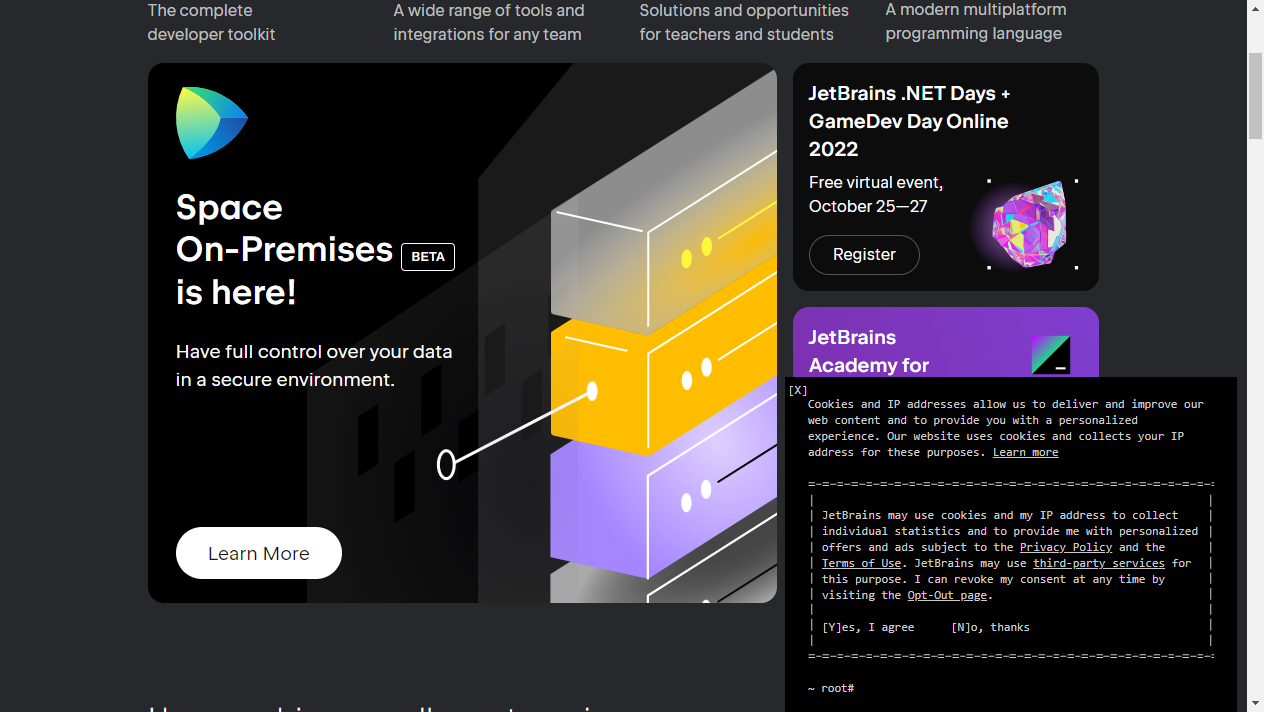 The complete
developer toolkit
A wide range of tools and
integrations for any team
Solutions and opportunities
for teachers and students
A modern multiplatform
programming language
Space
On-Premises BETA
is here!
Have full control over your data
in a secure environment.
Learn More
JetBrains .NET Days +
GameDev Day Online
2022
Free virtual event,
October 25—27
Register
JetBrains
Academy for
[X]
Cookies and IP addresses allow us to deliver and improve our
web content and to provide you with a personalized
experience. Our website uses cookies and collects your IP
address for these purposes. Learn more
JetBrains may use cookies and my IP address to collect
individual statistics and to provide me with personalized
offers and ads subject to the Privacy Policy and the
Terms of Use. JetBrains may use third-party services for
this purpose. I can revoke my consent at any time by
visiting the Opt-Out page.
[Y]es, I agree [N]o, thanks
~ root#